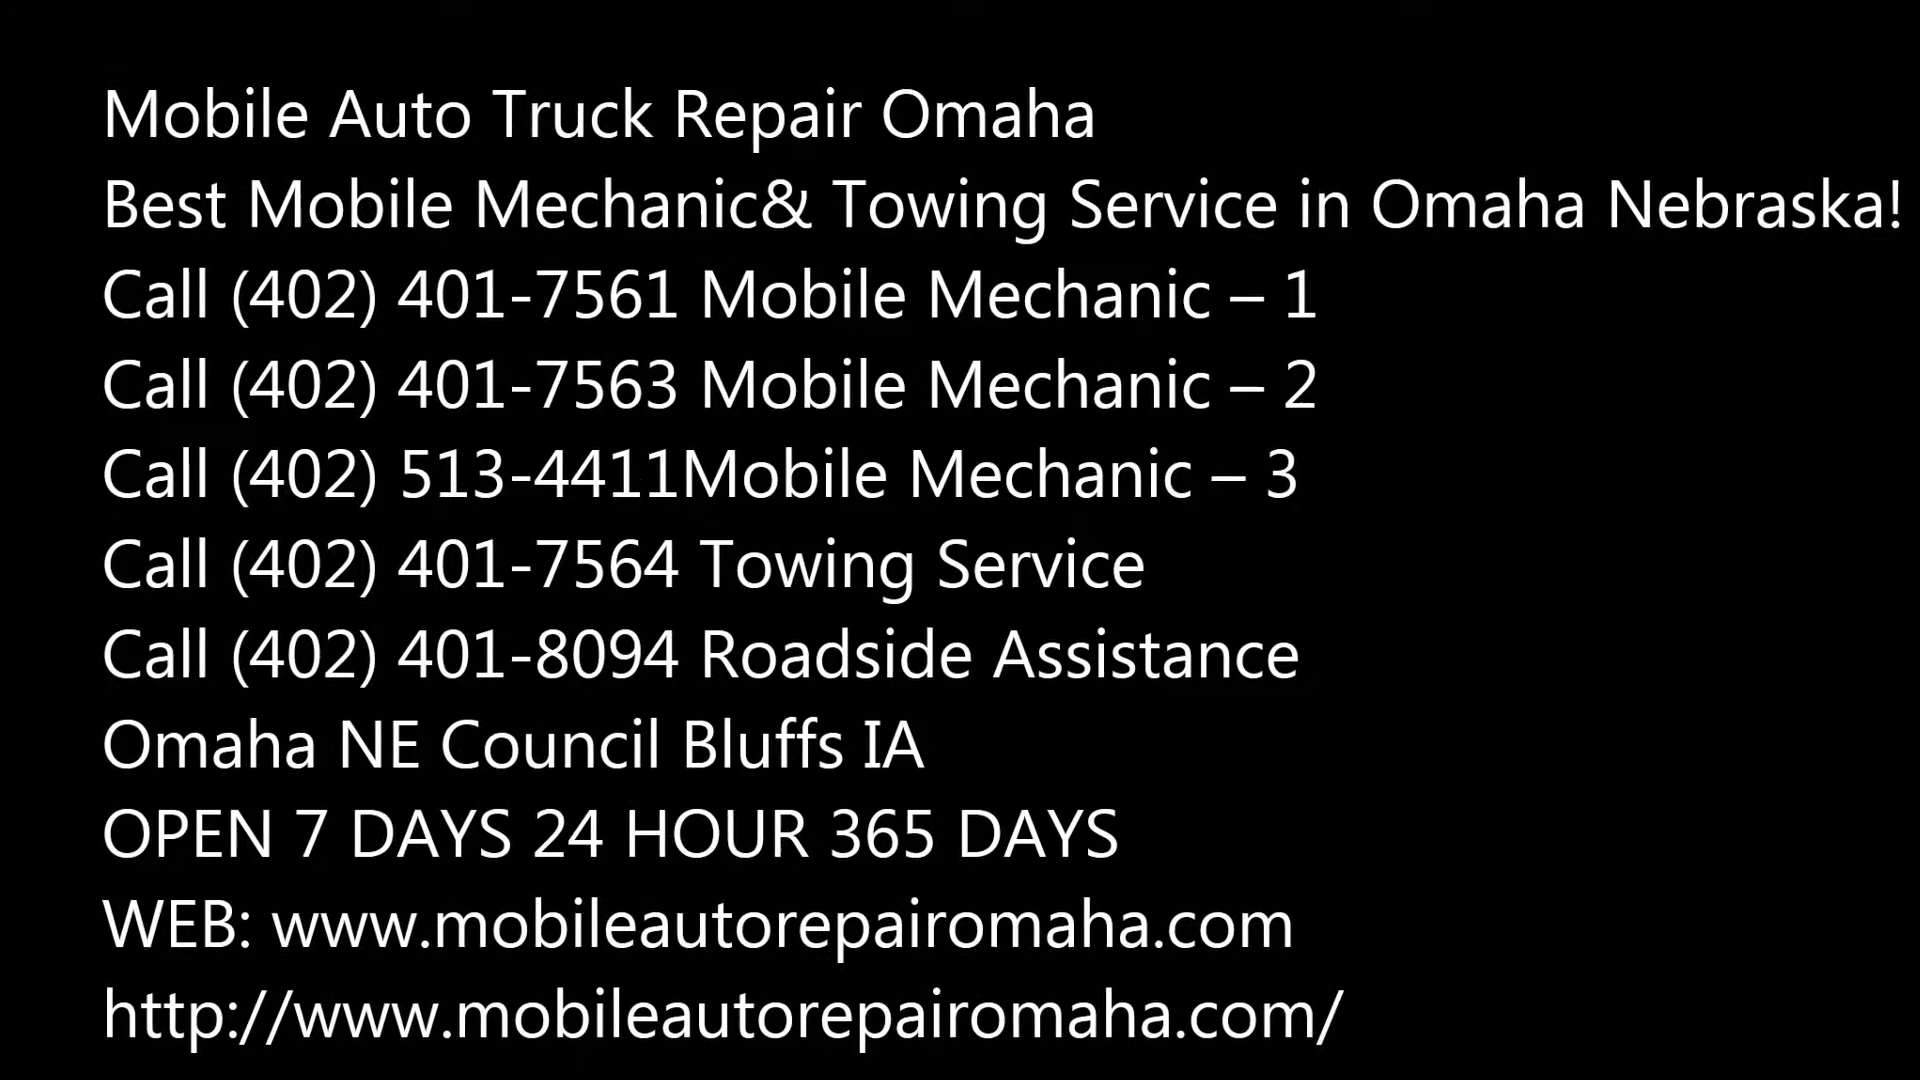 Mobile Auto Truck Repair Omaha
Best Mobile Mechanic& Towing Service in Omaha Nebraska!
Call (402) 401-7561 Mobile Mechanic – 1
Call (402) 401-7563 Mobile Mechanic – 2
Call (402) 513-4411Mobile Mechanic – 3
Call (402) 401-7564 Towing Service
Call (402) 401-8094 Roadside Assistance
Omaha NE Council Bluffs IA
OPEN 7 DAYS 24 HOUR 365 DAYS
WEB: www.mobileautorepairomaha.com
http://www.mobileautorepairomaha.com/